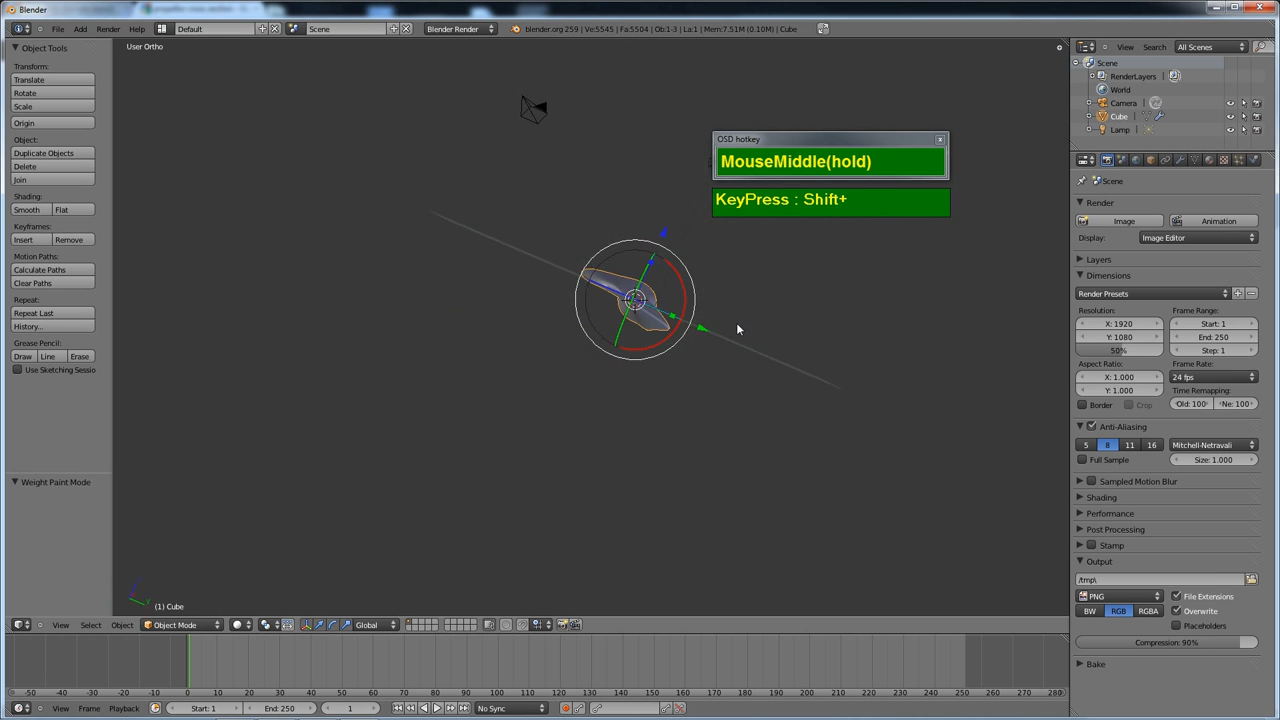 Blender
File Add Render Help Default Scene Blender Render blender.org 259 | Ve:5545 | Fa:5504 | Ob:1-3 | La:1 | Mem:7.51M (0.10M) | Cube
Object Tools
Transform:
Translate
Rotate
Scale
Origin
Object:
Duplicate Objects
Delete
Join
Shading:
Smooth Flat
Keyframes:
Insert Remove
Motion Paths:
Calculate Paths
Clear Paths
Repeat:
Repeat Last
History...
Grease Pencil:
Draw Line Erase
Use Sketching Sessio
Weight Paint Mode
User Ortho
OSD hotkey
MouseMiddle(hold)
KeyPress : Shift+
(1) Cube
View Select Object Object Mode Global
-50 -40 -30 -20 -10 0 10 20 30 40 50 60 70 80 90 100 110 120 130 140 150 160 170 180 190 200 210 220 230 240 250 260 270 280
View Frame Playback Start: 1 End: 250 1 No Sync
View Search All Scenes
Scene
RenderLayers
World
Camera
Cube
Lamp
Scene
Render
Image Animation
Display: Image Editor
Layers
Dimensions
Render Presets
Resolution: Frame Range:
X: 1920 Start: 1
Y: 1080 End: 250
50% Step: 1
Aspect Ratio: Frame Rate:
X: 1.000 24 fps
Y: 1.000 Time Remapping:
Border Crop Old: 100 Ne: 100
Anti-Aliasing
5 8 11 16 Mitchell-Netravali
Full Sample Size: 1.000
Sampled Motion Blur
Shading
Performance
Post Processing
Stamp
Output
/tmp\
PNG File Extensions
BW RGB RGBA Overwrite
Placeholders
Compression: 90%
Bake